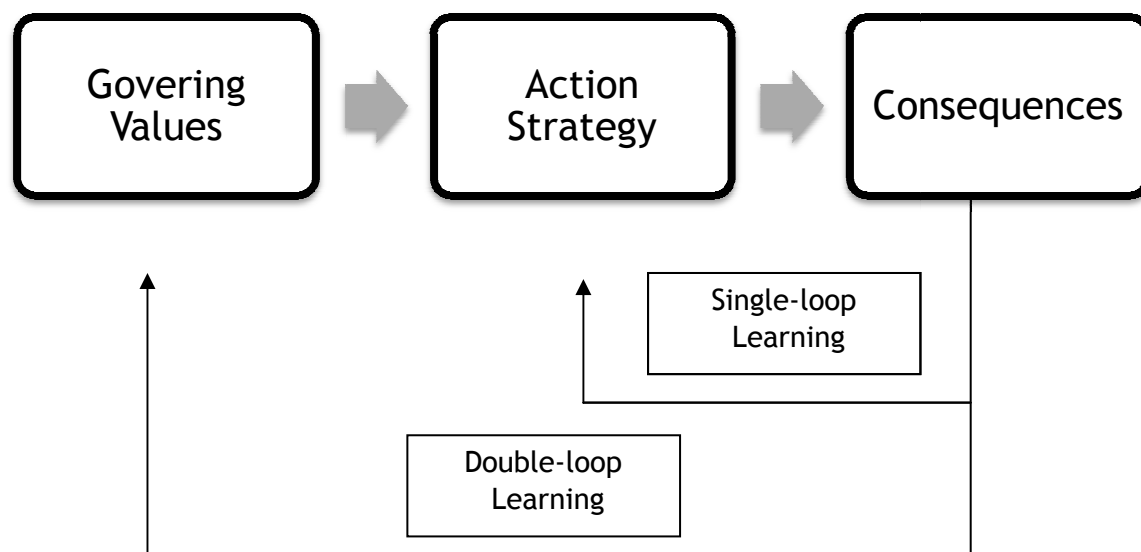 Govering
Values
Action
Strategy
Consequences
Single-loop
Learning
Double-loop
Learning